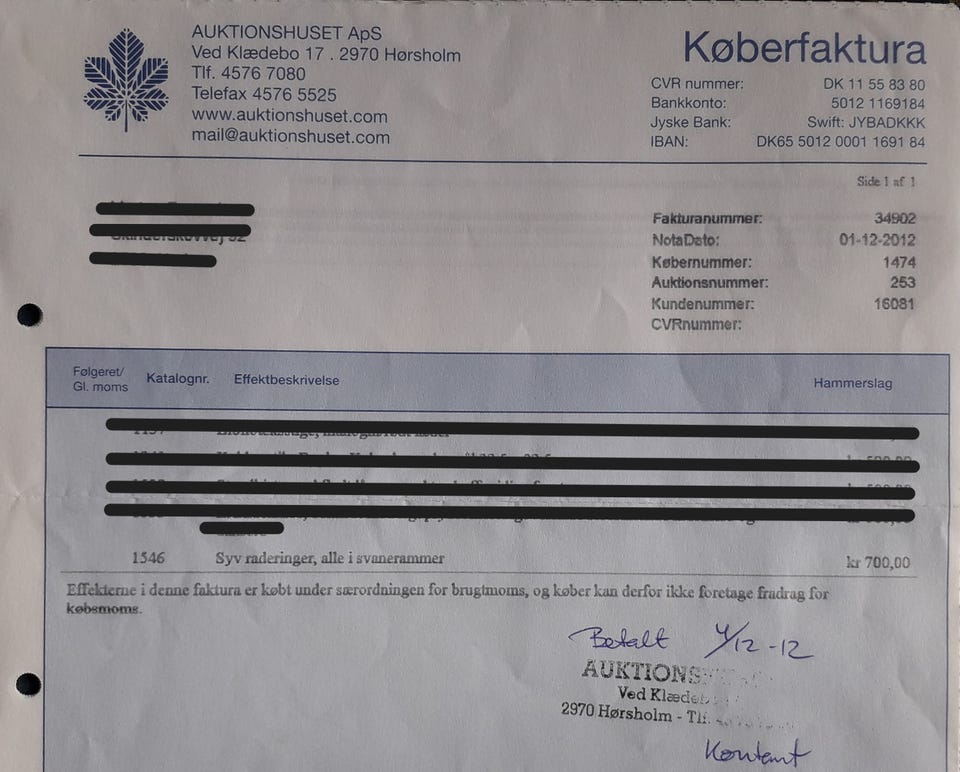 AUKTIONSHUSET ApS
Ved Klædebo 17 . 2970 Hørsholm
Tlf. 4576 7080
Telefax 4576 5525
www.auktionshuset.com
mail@auktionshuset.com
Køberfaktura
CVR nummer: DK 11 55 83 80
Bankkonto: 5012 1169184
Jyske Bank: Swift: JYBADKKK
IBAN: DK65 5012 0001 1691 84
Side 1 af 1
Fakturanummer: 34902
NotaDato: 01-12-2012
Købernummer: 1474
Auktionsnummer: 253
Kundenummer: 16081
CVRnummer:
Følgeret/ Gl. moms Katalognr. Effektbeskrivelse Hammerslag
1546 Syv raderinger, alle i svanerammer kr 700,00
Effekterne i denne faktura er købt under særordningen for brugtmoms, og køber kan derfor ikke foretage fradrag for
købsmoms.
Betalt 4/12-12
Ved
2970 Hørsholm - Tlf.
Kontant